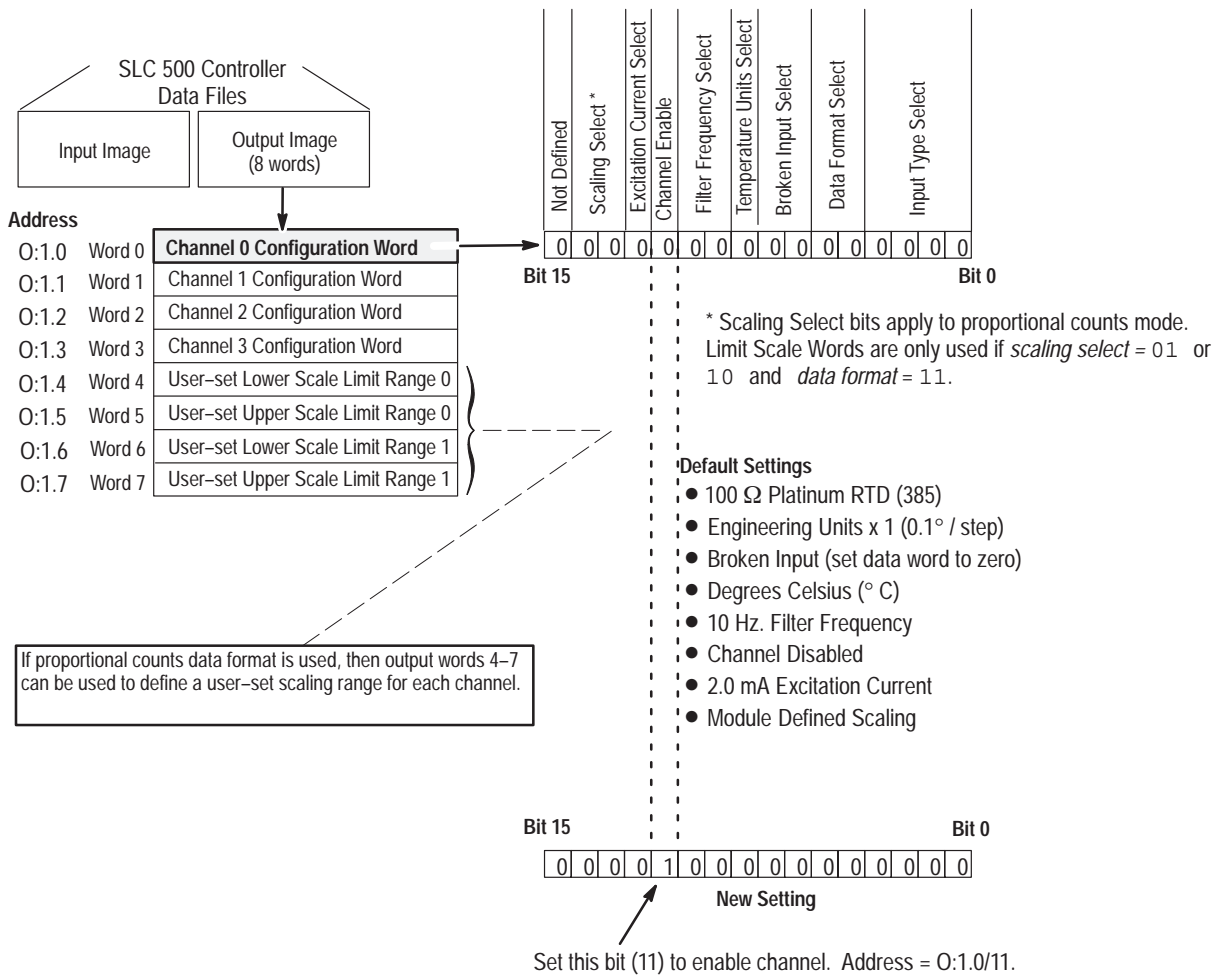 SLC 500 Controller
Data Files
Input Image
Output Image
(8 words)
Address
O:1.0 Word 0 Channel 0 Configuration Word
O:1.1 Word 1 Channel 1 Configuration Word
O:1.2 Word 2 Channel 2 Configuration Word
O:1.3 Word 3 Channel 3 Configuration Word
O:1.4 Word 4 User–set Lower Scale Limit Range 0
O:1.5 Word 5 User–set Upper Scale Limit Range 0
O:1.6 Word 6 User–set Lower Scale Limit Range 1
O:1.7 Word 7 User–set Upper Scale Limit Range 1
If proportional counts data format is used, then output words 4–7
can be used to define a user–set scaling range for each channel.
Not Defined
Scaling Select *
Excitation Current Select
Channel Enable
Filter Frequency Select
Temperature Units Select
Broken Input Select
Data Format Select
Input Type Select
0 0 0 0 0 0 0 0 0 0 0 0 0 0 0 0
Bit 15 Bit 0
* Scaling Select bits apply to proportional counts mode.
Limit Scale Words are only used if scaling select = 01 or
10 and data format = 11.
Default Settings
● 100 Ω Platinum RTD (385)
● Engineering Units x 1 (0.1° / step)
● Broken Input (set data word to zero)
● Degrees Celsius (° C)
● 10 Hz. Filter Frequency
● Channel Disabled
● 2.0 mA Excitation Current
● Module Defined Scaling
Bit 15 Bit 0
0 0 0 0 1 0 0 0 0 0 0 0 0 0 0 0
New Setting
Set this bit (11) to enable channel. Address = O:1.0/11.